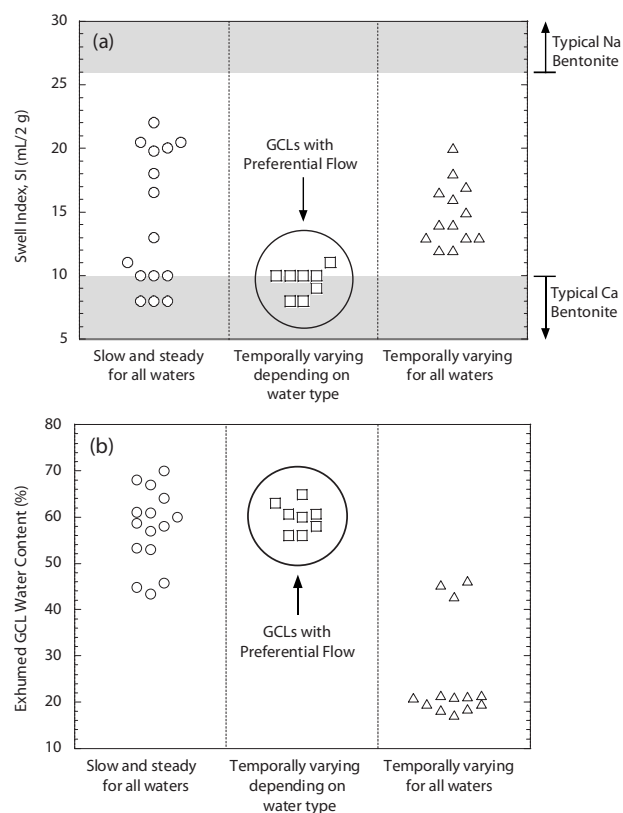 (a)
30
25
20
15
10
5
Swell Index, SI (mL/2 g)
GCLs with
Preferential Flow
Typical Na
Bentonite
Typical Ca
Bentonite
Slow and steady
for all waters
Temporally varying
depending on
water type
Temporally varying
for all waters
(b)
80
70
60
50
40
30
20
10
Exhumed GCL Water Content (%)
GCLs with
Preferential Flow
Slow and steady
for all waters
Temporally varying
depending on
water type
Temporally varying
for all waters